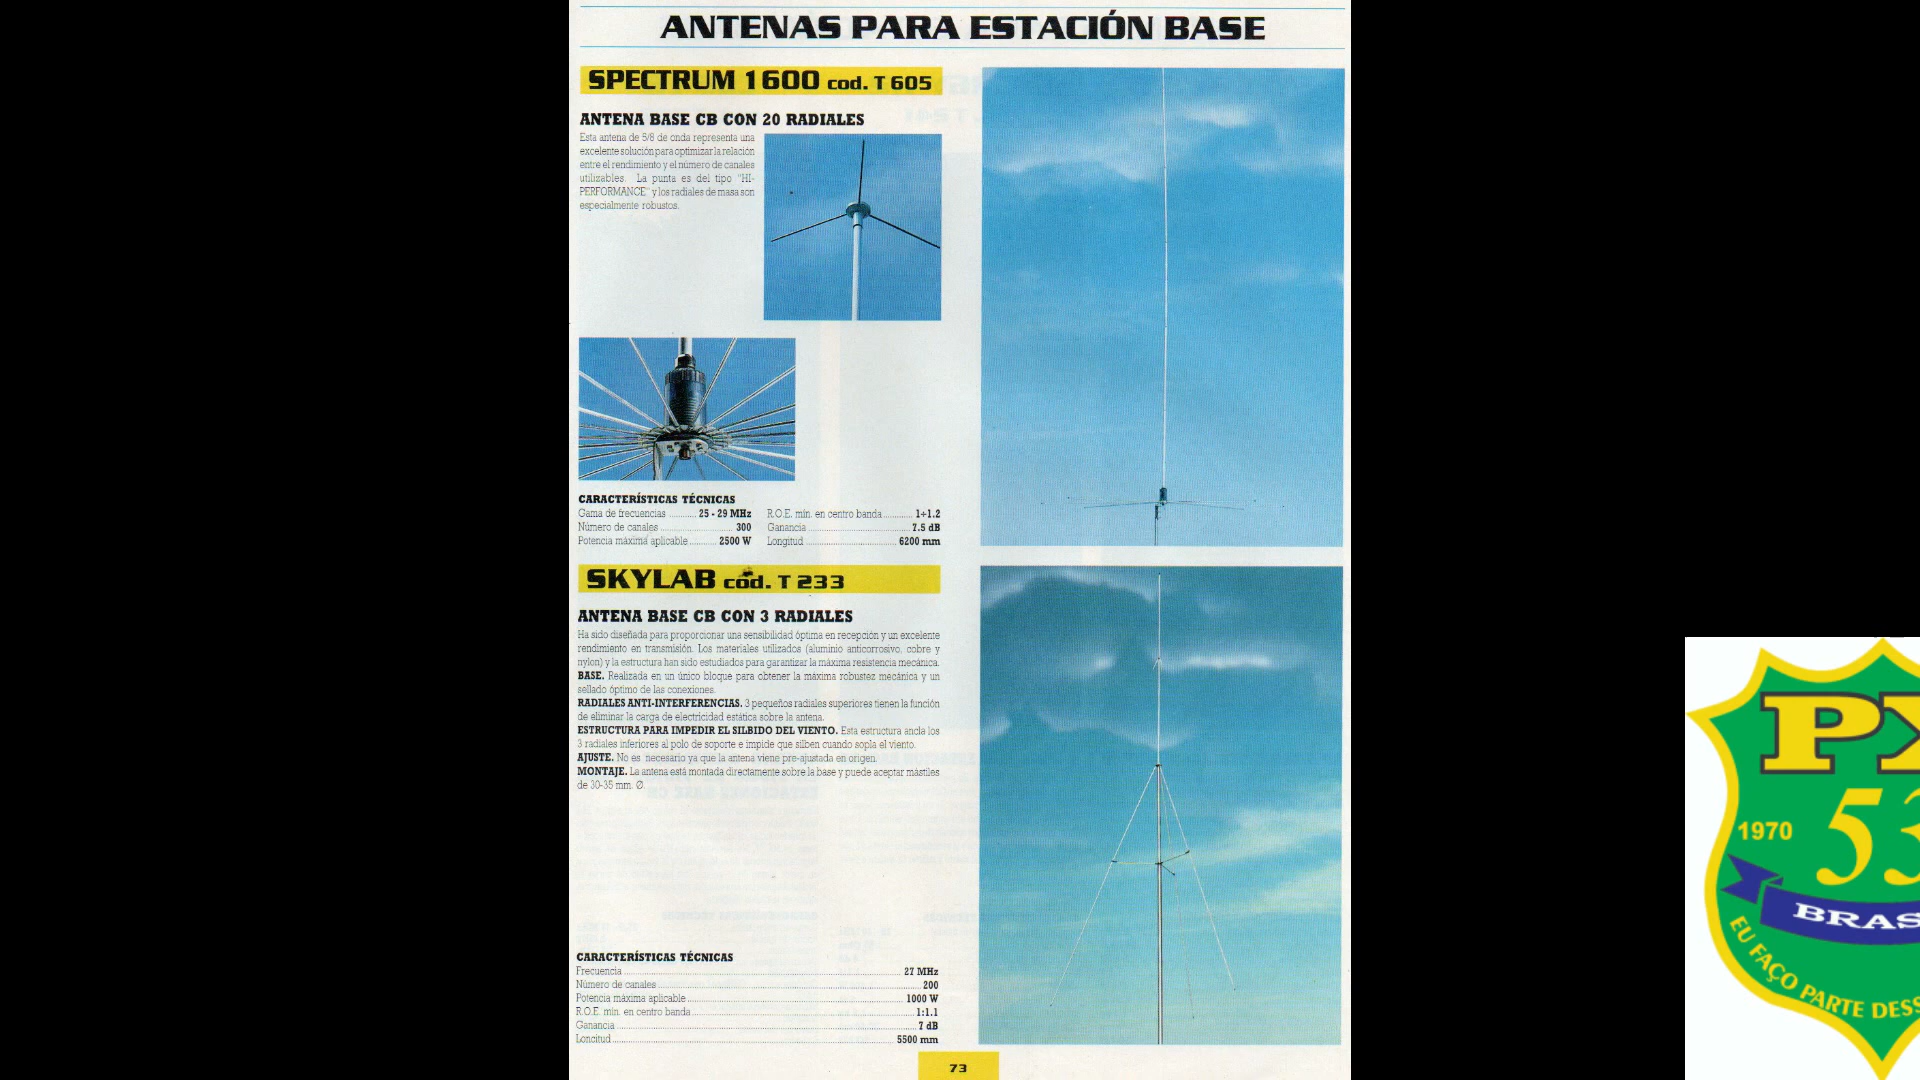 ANTENAS PARA ESTACIÓN BASE
SPECTRUM 1600 cod. T 605
ANTENA BASE CB CON 20 RADIALES
Esta antena de 5/8 de onda representa una
excelente solución para optimizar la relación
entre el rendimiento y el número de canales
utilizables. La punta es del tipo "HI-
PERFORMANCE" y los radiales de masa son
especialmente robustos.
CARACTERÍSTICAS TÉCNICAS
Gama de frecuencias 25 - 29 MHz
Número de canales 300
Potencia máxima aplicable 2500 W
R.O.E. mín. en centro banda 1÷1.2
Ganancia 7.5 dB
Longitud 6200 mm
SKYLAB cod. T 233
ANTENA BASE CB CON 3 RADIALES
Ha sido diseñada para proporcionar una sensibilidad óptima en recepción y un excelente
rendimiento en transmisión. Los materiales utilizados (aluminio anticorrosivo, cobre y
nylon) y la estructura han sido estudiados para garantizar la máxima resistencia mecánica.
BASE. Realizada en un único bloque para obtener la máxima robustez mecánica y un
sellado óptimo de las conexiones.
RADIALES ANTI-INTERFERENCIAS. 3 pequeños radiales superiores tienen la función
de eliminar la carga de electricidad estática sobre la antena.
ESTRUCTURA PARA IMPEDIR EL SILBIDO DEL VIENTO. Esta estructura ancla los
3 radiales inferiores al polo de soporte e impide que silben cuando sopla el viento.
AJUSTE. No es necesario ya que la antena viene pre-ajustada en origen.
MONTAJE. La antena está montada directamente sobre la base y puede aceptar mástiles
de 30-35 mm. Ø.
CARACTERÍSTICAS TÉCNICAS
Frecuencia 27 MHz
Número de canales 200
Potencia máxima aplicable 1000 W
R.O.E. mín. en centro banda 1:1.1
Ganancia 7 dB
Loncitud 5500 mm
73
PX
53
1970
BRAS
EU FAÇO PARTE DESS